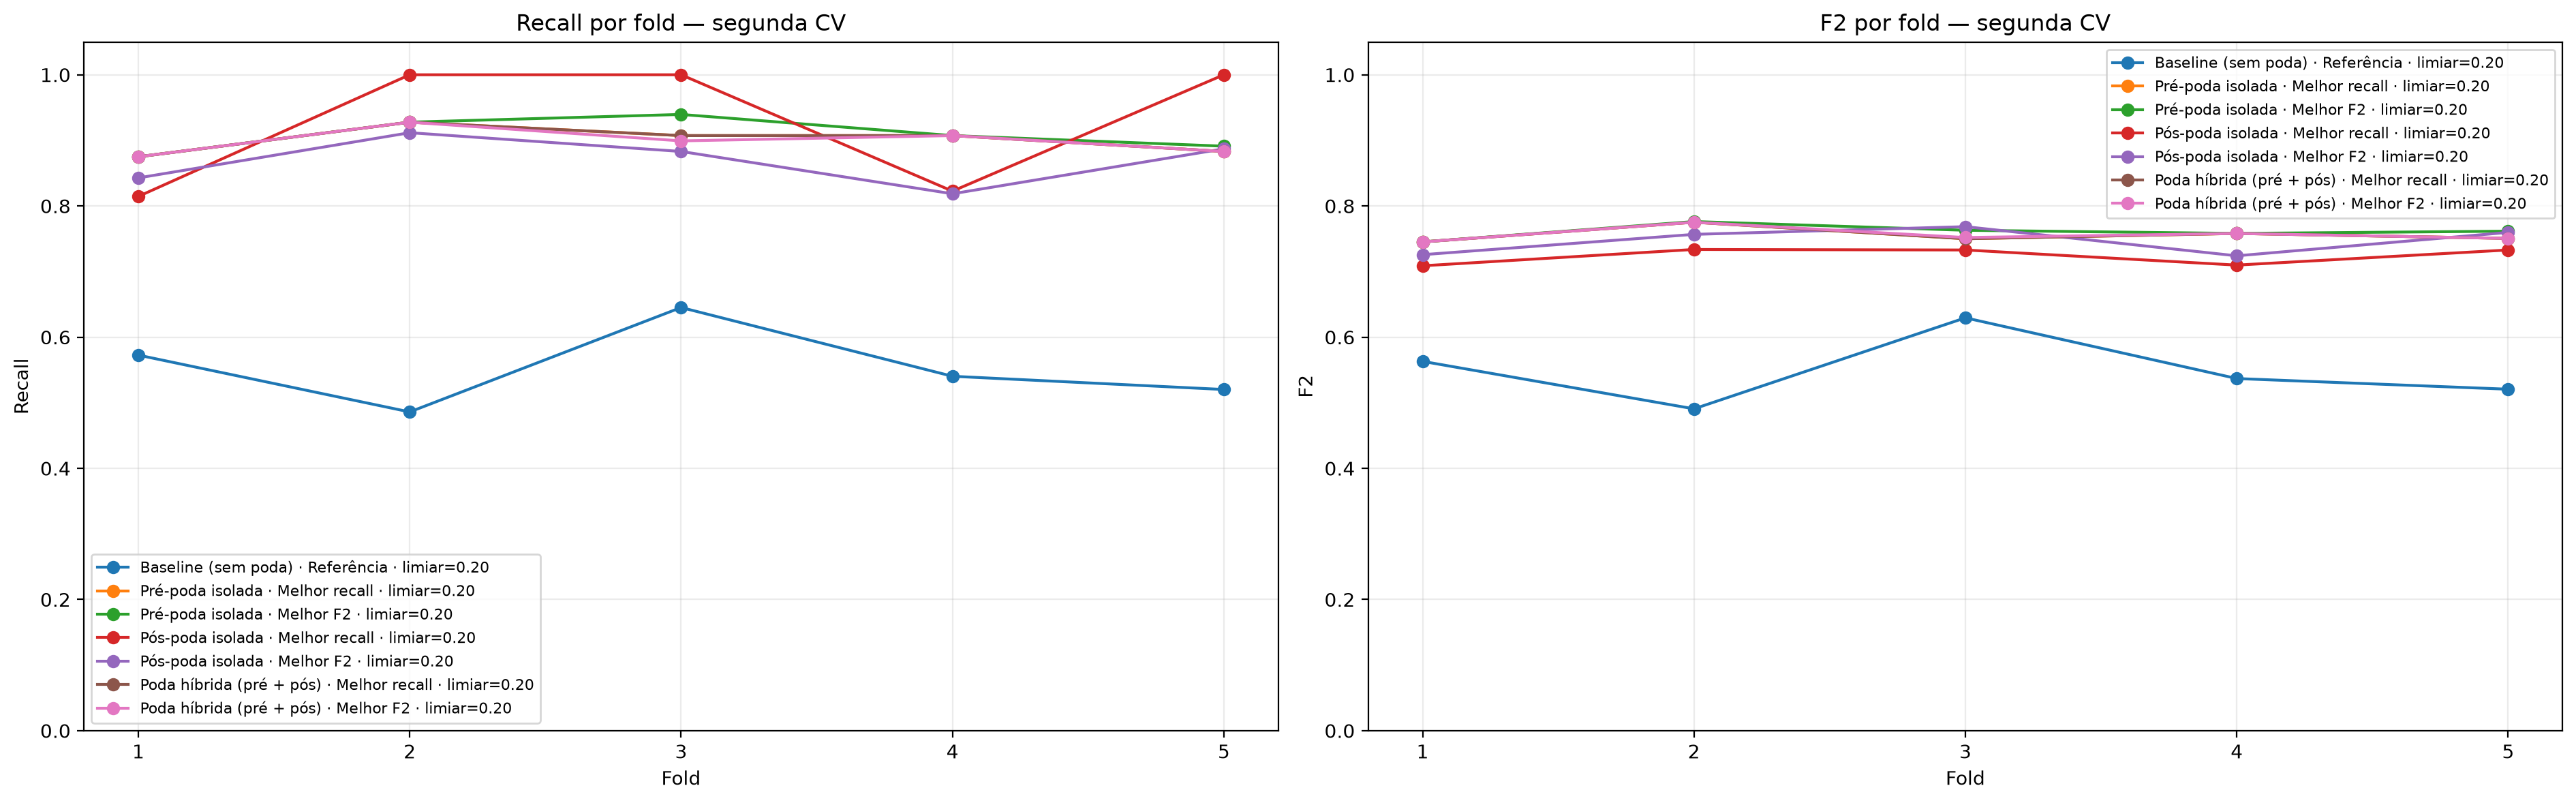 Recall por fold — segunda CV
1.0
0.8
0.6
0.4
0.2
0.0
Recall
Baseline (sem poda) · Referência · limiar=0.20
Pré-poda isolada · Melhor recall · limiar=0.20
Pré-poda isolada · Melhor F2 · limiar=0.20
Pós-poda isolada · Melhor recall · limiar=0.20
Pós-poda isolada · Melhor F2 · limiar=0.20
Poda híbrida (pré + pós) · Melhor recall · limiar=0.20
Poda híbrida (pré + pós) · Melhor F2 · limiar=0.20
1 2 3 4 5
Fold
F2 por fold — segunda CV
1.0
0.8
0.6
0.4
0.2
0.0
F2
Baseline (sem poda) · Referência · limiar=0.20
Pré-poda isolada · Melhor recall · limiar=0.20
Pré-poda isolada · Melhor F2 · limiar=0.20
Pós-poda isolada · Melhor recall · limiar=0.20
Pós-poda isolada · Melhor F2 · limiar=0.20
Poda híbrida (pré + pós) · Melhor recall · limiar=0.20
Poda híbrida (pré + pós) · Melhor F2 · limiar=0.20
1 2 3 4 5
Fold